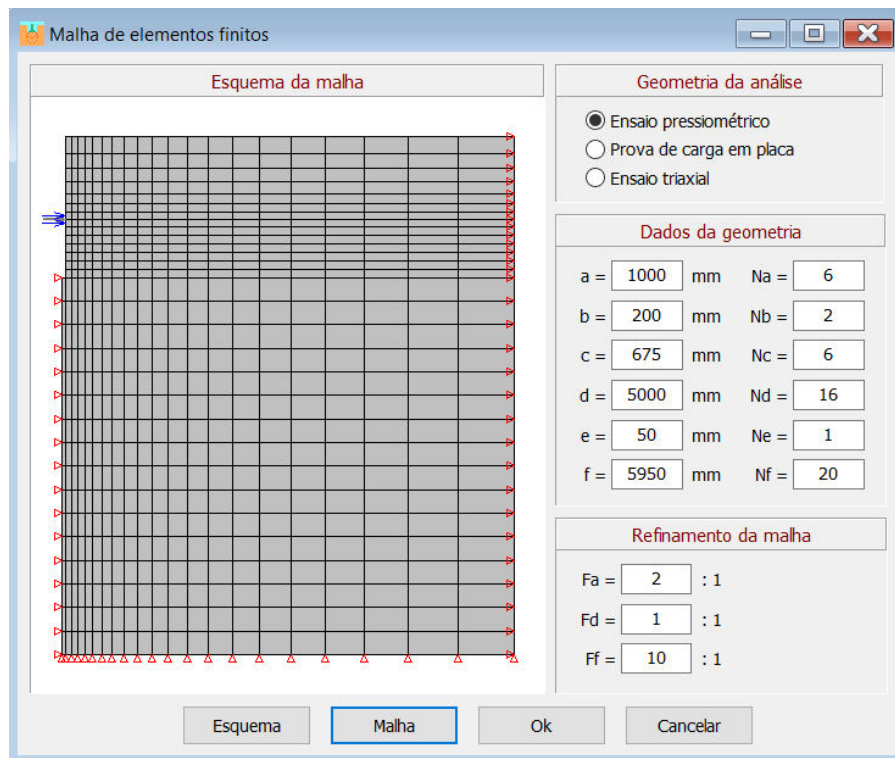 Malha de elementos finitos
Esquema da malha
Geometria da análise
Ensaio pressiométrico
Prova de carga em placa
Ensaio triaxial
Dados da geometria
a = 1000 mm Na = 6
b = 200 mm Nb = 2
c = 675 mm Nc = 6
d = 5000 mm Nd = 16
e = 50 mm Ne = 1
f = 5950 mm Nf = 20
Refinamento da malha
Fa = 2 : 1
Fd = 1 : 1
Ff = 10 : 1
Esquema Malha Ok Cancelar